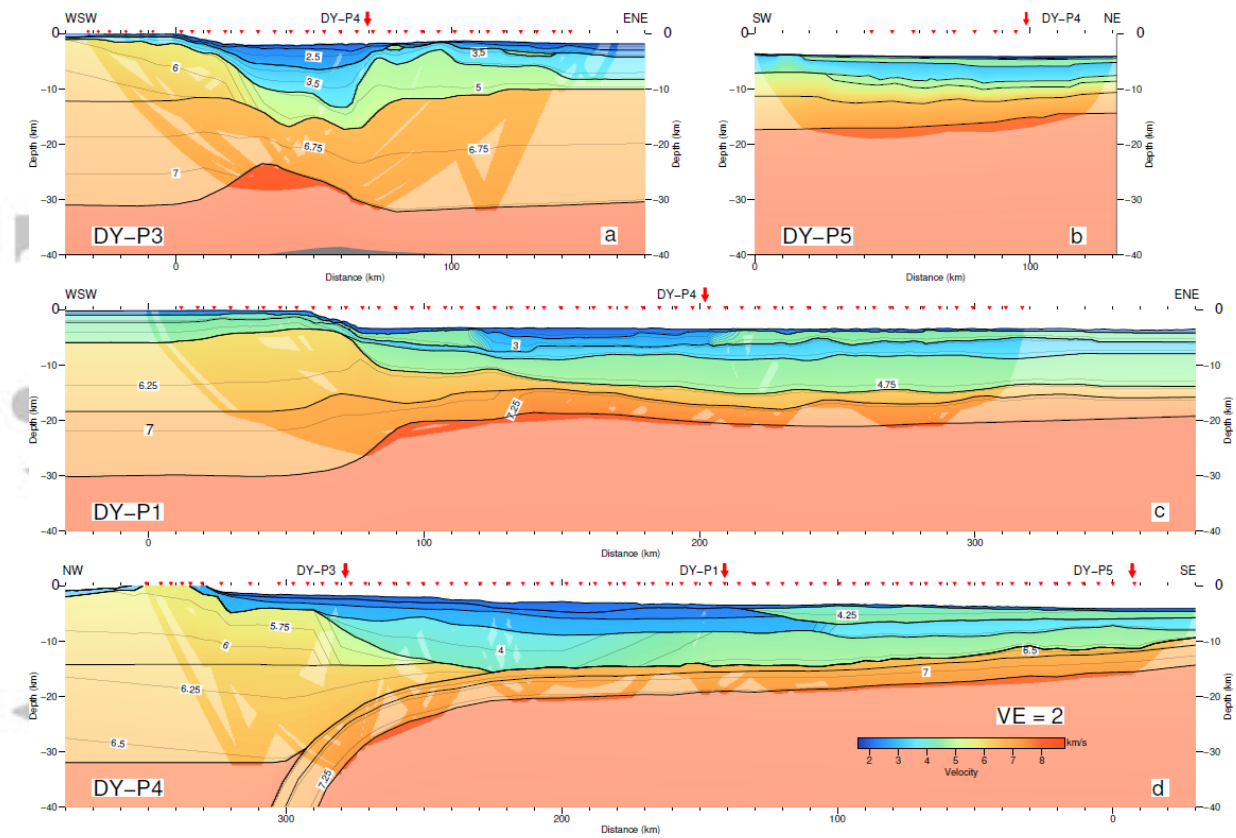 WSW DY-P4 ENE
0 0
2.5 3.5
6 3.5 5
−10 −10
Depth (km) Depth (km)
6.75 6.75
−20 −20
7
−30 −30
DY−P3 a
−40 −40
0 100
Distance (km)
SW DY−P4 NE
0 0
−10 −10
Depth (km) Depth (km)
−20 −20
−30 −30
DY−P5 b
−40 −40
0 100
Distance (km)
WSW DY−P4 ENE
0 0
3
−10 −10
6.25 4.75
Depth (km) Depth (km)
7.25
−20 −20
7
−30 −30
DY−P1 c
−40 −40
0 100 200 300
Distance (km)
NW DY−P3 DY−P1 DY−P5 SE
0 0
4.25
5.75
−10 −10
6 4 6.5
Depth (km) Depth (km)
7
6.25
−20 −20
VE = 2
6.5
−30 −30
km/s
2 3 4 5 6 7 8
Velocity
7.25
DY−P4 d
−40 −40
300 200 100 0
Distance (km)